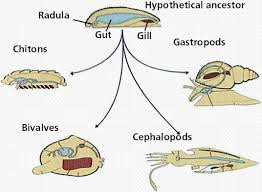 Hypothetical ancestor
Radula
Gut
Gill
Chitons
Gastropods
Bivalves
Cephalopods